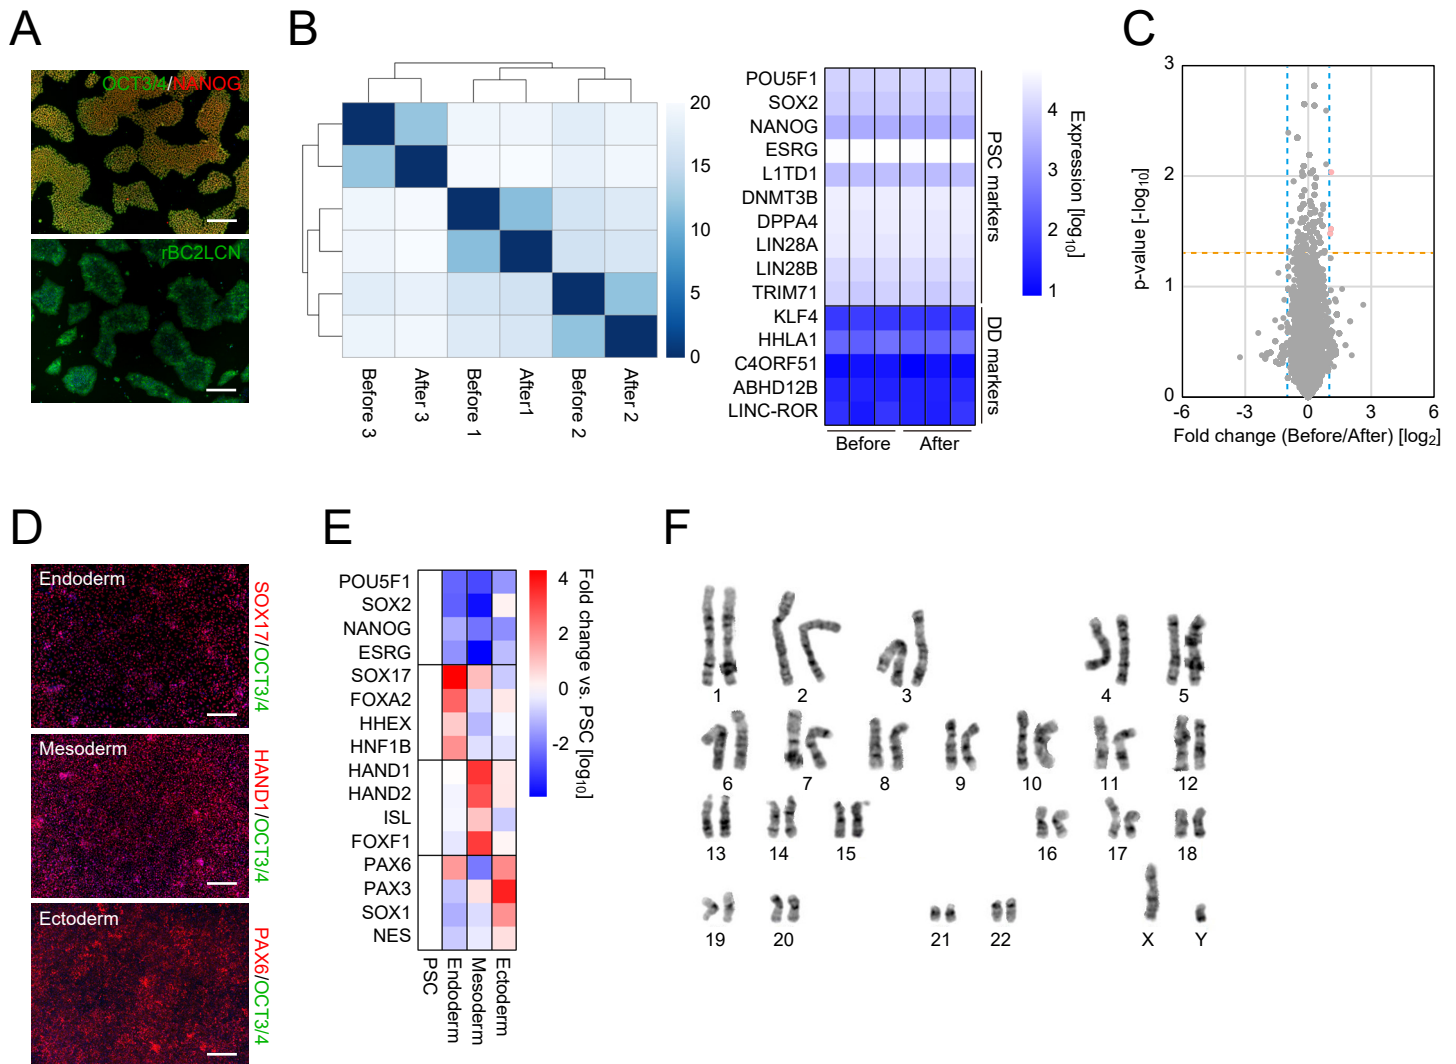 A
OCT3/4/NANOG
rBC2LCN
B
20
15
10
5
0
Before 3
After 3
Before 1
After1
Before 2
After 2
POU5F1
SOX2
NANOG
ESRG
L1TD1
DNMT3B
DPPA4
LIN28A
LIN28B
TRIM71
KLF4
HHLA1
C4ORF51
ABHD12B
LINC-ROR
Before
After
PSC markers
DD markers
4
3
2
1
Expression [log10]
C
3
2
1
0
p-value [-log10]
-6
-3
0
3
6
Fold change (Before/After) [log2]
D
Endoderm
SOX17/OCT3/4
Mesoderm
HAND1/OCT3/4
Ectoderm
PAX6/OCT3/4
E
POU5F1
SOX2
NANOG
ESRG
SOX17
FOXA2
HHEX
HNF1B
HAND1
HAND2
ISL
FOXF1
PAX6
PAX3
SOX1
NES
PSC
Endoderm
Mesoderm
Ectoderm
4
2
0
-2
Fold change vs. PSC [log10]
F
1
2
3
4
5
6
7
8
9
10
11
12
13
14
15
16
17
18
19
20
21
22
X
Y